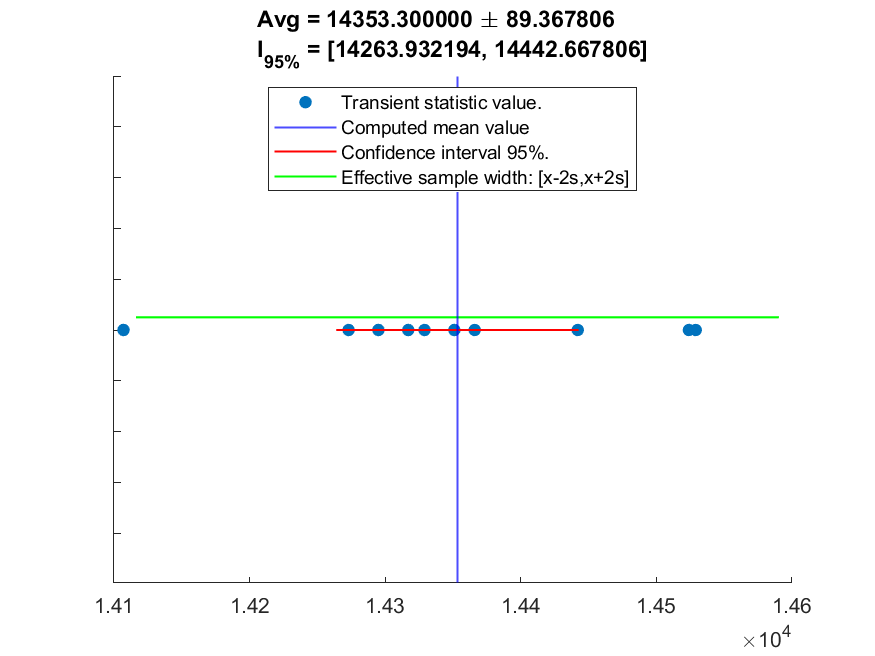 Avg = 14353.300000 ± 89.367806
I95% = [14263.932194, 14442.667806]
Transient statistic value.
Computed mean value
Confidence interval 95%.
Effective sample width: [x-2s,x+2s]
1.41 1.42 1.43 1.44 1.45 1.46
×10^4